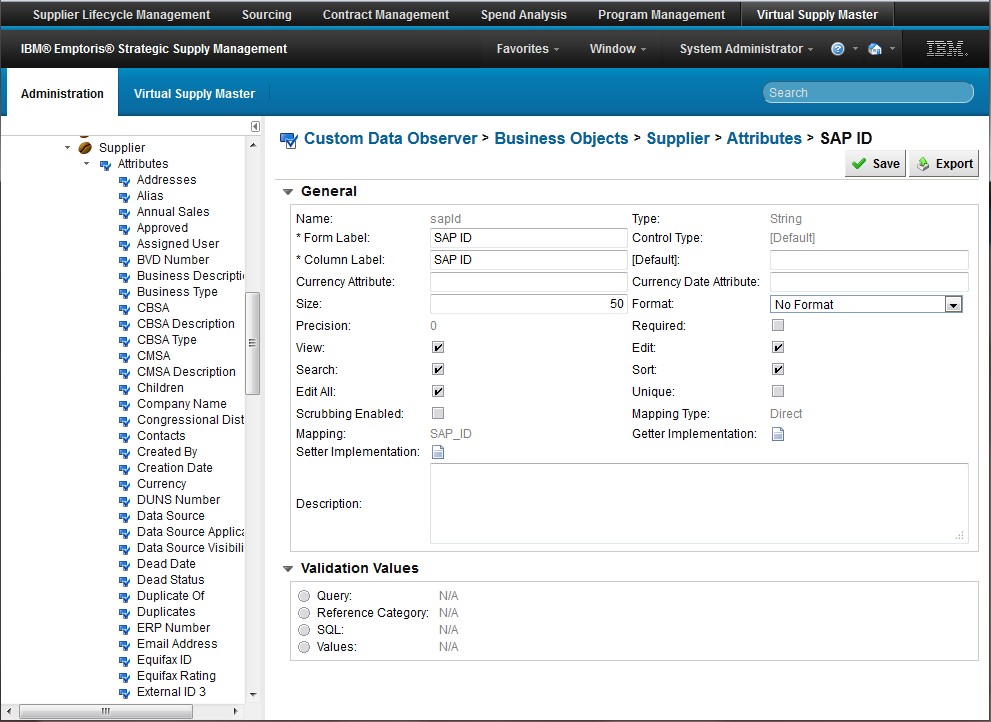 Supplier Lifecycle Management Sourcing Contract Management Spend Analysis Program Management Virtual Supply Master
IBM® Emptoris® Strategic Supply Management Favorites Window System Administrator IBM.
Administration Virtual Supply Master Search
Custom Data Observer > Business Objects > Supplier > Attributes > SAP ID
Save Export
Supplier
Attributes
Addresses
Alias
Annual Sales
Approved
Assigned User
BVD Number
Business Descripti
Business Type
CBSA
CBSA Description
CBSA Type
CMSA
CMSA Description
Children
Company Name
Congressional Dist
Contacts
Created By
Creation Date
Currency
DUNS Number
Data Source
Data Source Applica
Data Source Visibili
Dead Date
Dead Status
Duplicate Of
Duplicates
ERP Number
Email Address
Equifax ID
Equifax Rating
External ID 3
General
Name: sapId Type: String
* Form Label: SAP ID Control Type: [Default]
* Column Label: SAP ID [Default]:
Currency Attribute: Currency Date Attribute:
Size: 50 Format: No Format
Precision: 0 Required:
View: Edit:
Search: Sort:
Edit All: Unique:
Scrubbing Enabled: Mapping Type: Direct
Mapping: SAP_ID Getter Implementation:
Setter Implementation:
Description:
Validation Values
Query: N/A
Reference Category: N/A
SQL: N/A
Values: N/A